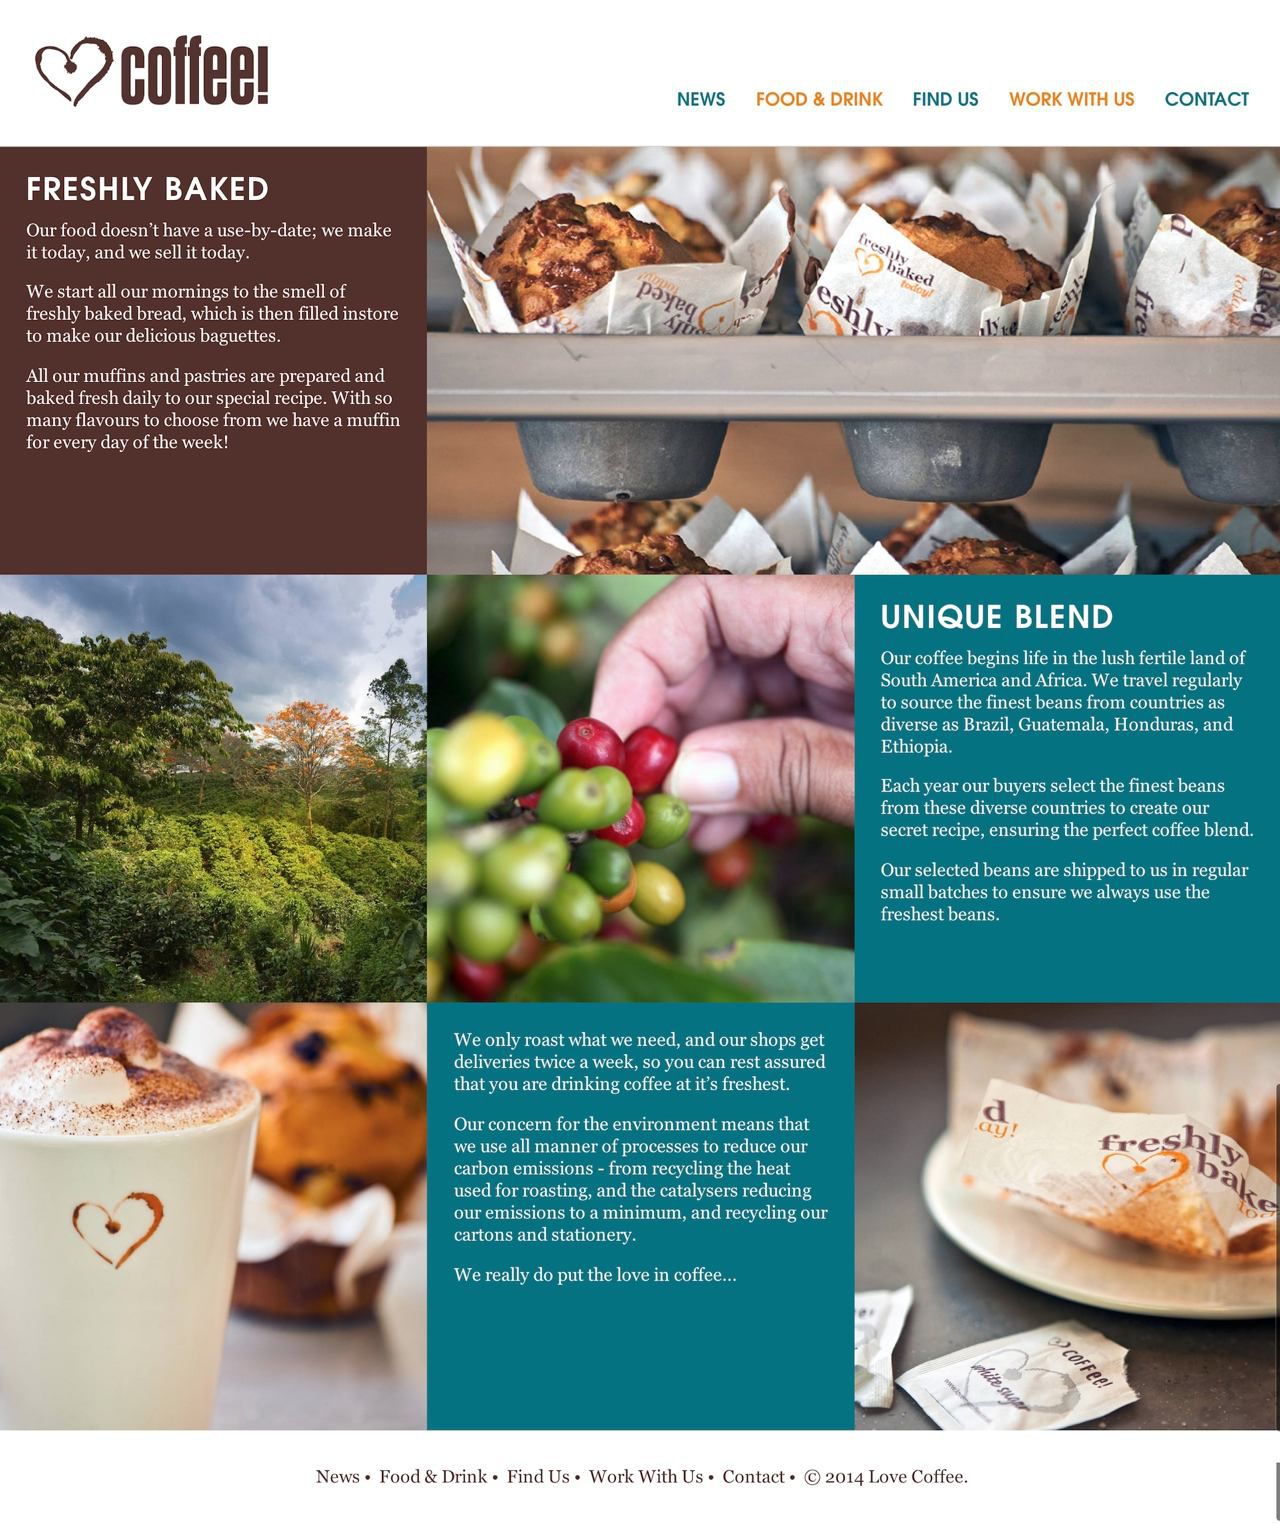 coffee!
NEWS FOOD & DRINK FIND US WORK WITH US CONTACT
FRESHLY BAKED
Our food doesn’t have a use-by-date; we make
it today, and we sell it today.
We start all our mornings to the smell of
freshly baked bread, which is then filled instore
to make our delicious baguettes.
All our muffins and pastries are prepared and
baked fresh daily to our special recipe. With so
many flavours to choose from we have a muffin
for every day of the week!
freshly
baked
today!
freshly
baked
UNIQUE BLEND
Our coffee begins life in the lush fertile land of
South America and Africa. We travel regularly
to source the finest beans from countries as
diverse as Brazil, Guatemala, Honduras, and
Ethiopia.
Each year our buyers select the finest beans
from these diverse countries to create our
secret recipe, ensuring the perfect coffee blend.
Our selected beans are shipped to us in regular
small batches to ensure we always use the
freshest beans.
We only roast what we need, and our shops get
deliveries twice a week, so you can rest assured
that you are drinking coffee at it’s freshest.
Our concern for the environment means that
we use all manner of processes to reduce our
carbon emissions - from recycling the heat
used for roasting, and the catalysers reducing
our emissions to a minimum, and recycling our
cartons and stationery.
We really do put the love in coffee...
d
ay!
freshly
bake
COFFEE!
white sugar
News • Food & Drink • Find Us • Work With Us • Contact • © 2014 Love Coffee.